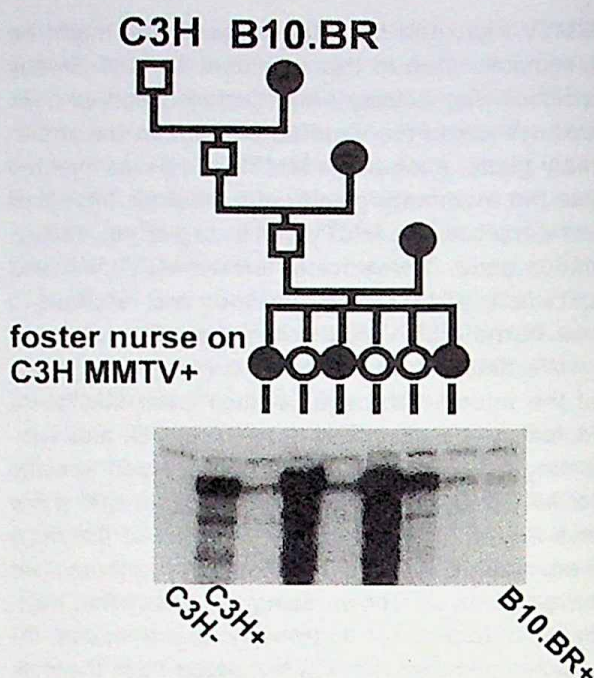 C3H B10.BR
foster nurse on
C3H MMTV+
C3H-
C3H+
B10.BR+